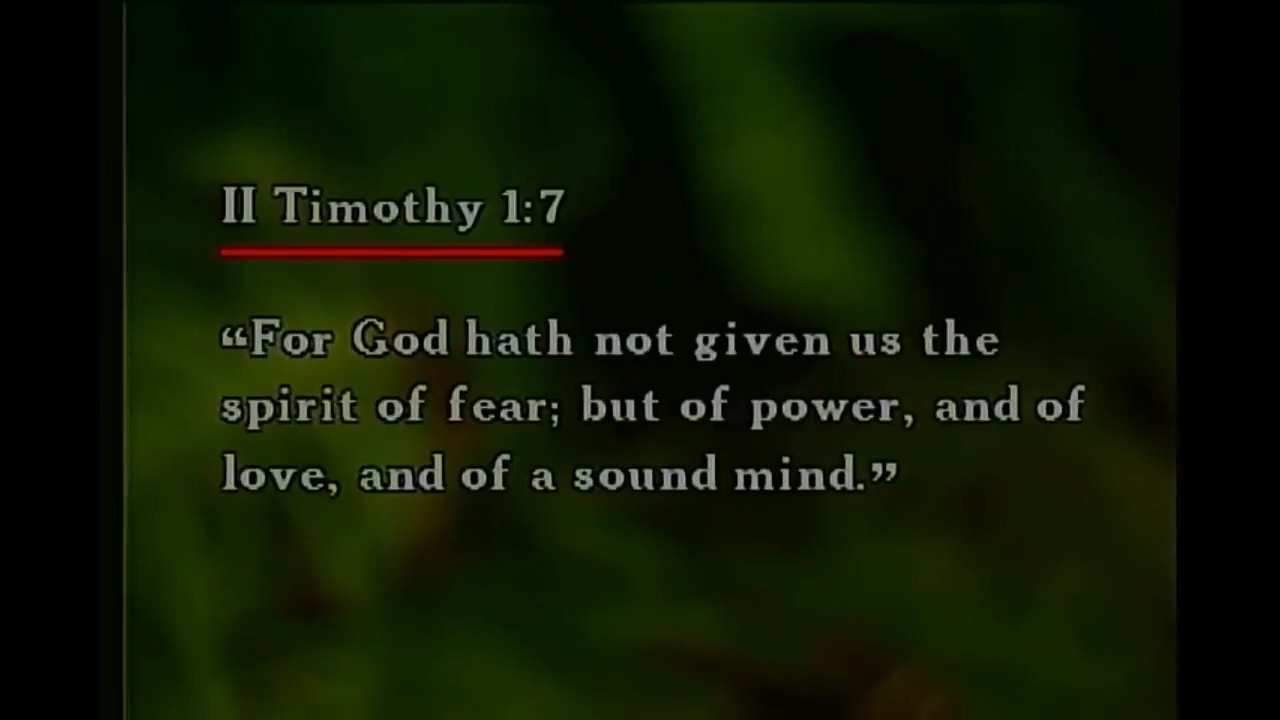 II Timothy 1:7
“For God hath not given us the
spirit of fear; but of power, and of
love, and of a sound mind.”